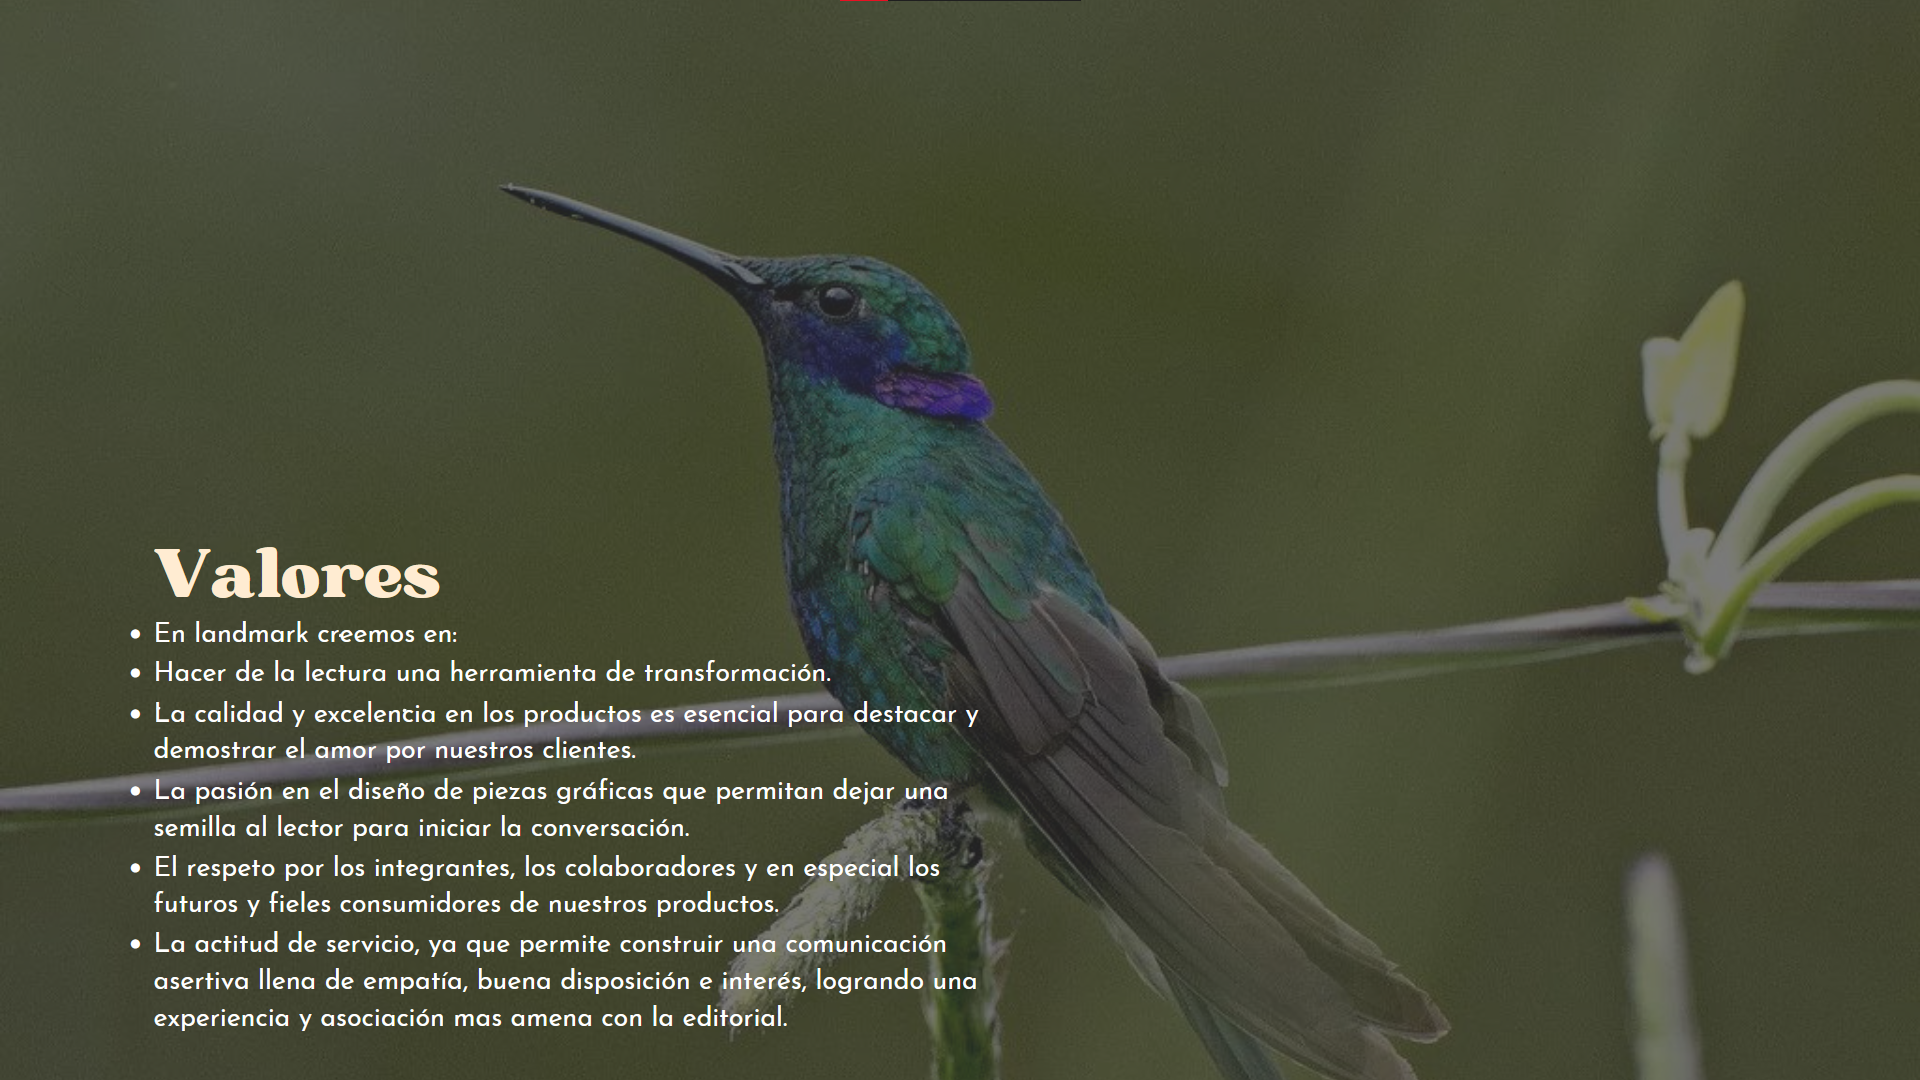 Valores
• En landmark creemos en:
• Hacer de la lectura una herramienta de transformación.
• La calidad y excelencia en los productos es esencial para destacar y
demostrar el amor por nuestros clientes.
• La pasión en el diseño de piezas gráficas que permitan dejar una
semilla al lector para iniciar la conversación.
• El respeto por los integrantes, los colaboradores y en especial los
futuros y fieles consumidores de nuestros productos.
• La actitud de servicio, ya que permite construir una comunicación
asertiva llena de empatía, buena disposición e interés, logrando una
experiencia y asociación mas amena con la editorial.